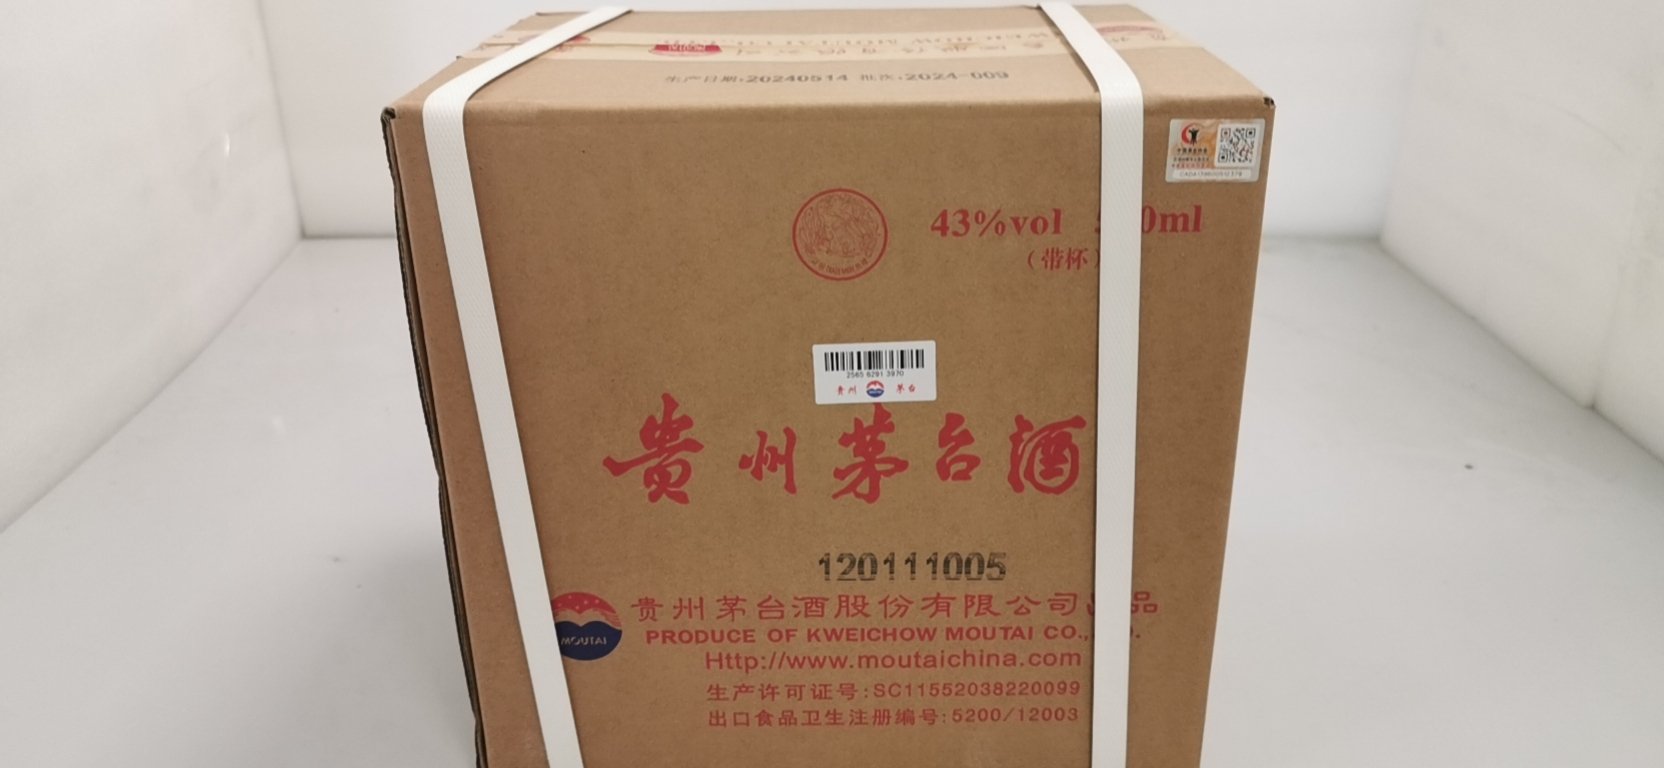 MOUTAI
生产日期:20240514 批次:2024-009
43%vol 0ml
(带杯
2565 6291 3970
贵州 茅台
贵州茅台酒
120111005
贵州茅台酒股份有限公司 品
MOUTAI
PRODUCE OF KWEICHOW MOUTAI CO.,
Http://www.moutaichina.com
生产许可证号:SC11552038220099
出口食品卫生注册编号:5200/12003